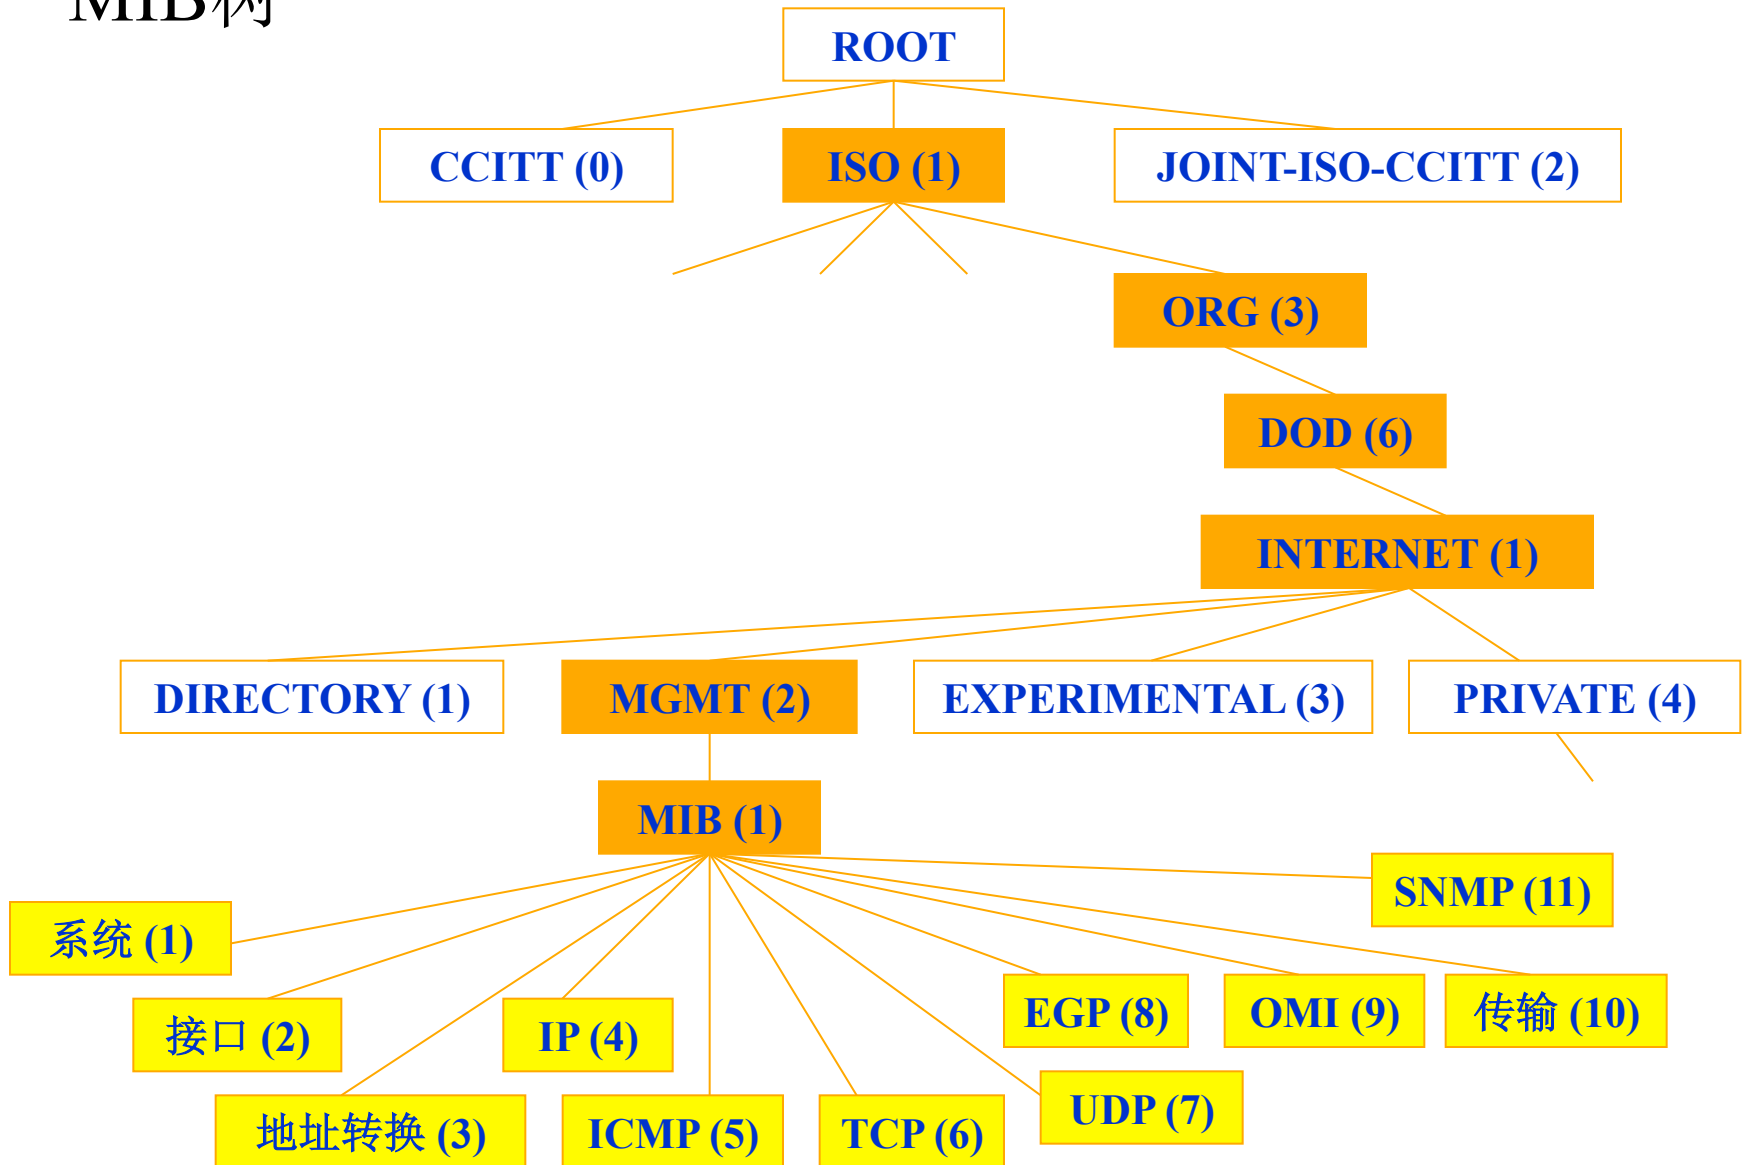 MIB树
ROOT
CCITT (0)
ISO (1)
JOINT-ISO-CCITT (2)
ORG (3)
DOD (6)
INTERNET (1)
DIRECTORY (1)
MGMT (2)
EXPERIMENTAL (3)
PRIVATE (4)
MIB (1)
SNMP (11)
系统 (1)
接口 (2)
IP (4)
EGP (8)
OMI (9)
传输 (10)
地址转换 (3)
ICMP (5)
TCP (6)
UDP (7)